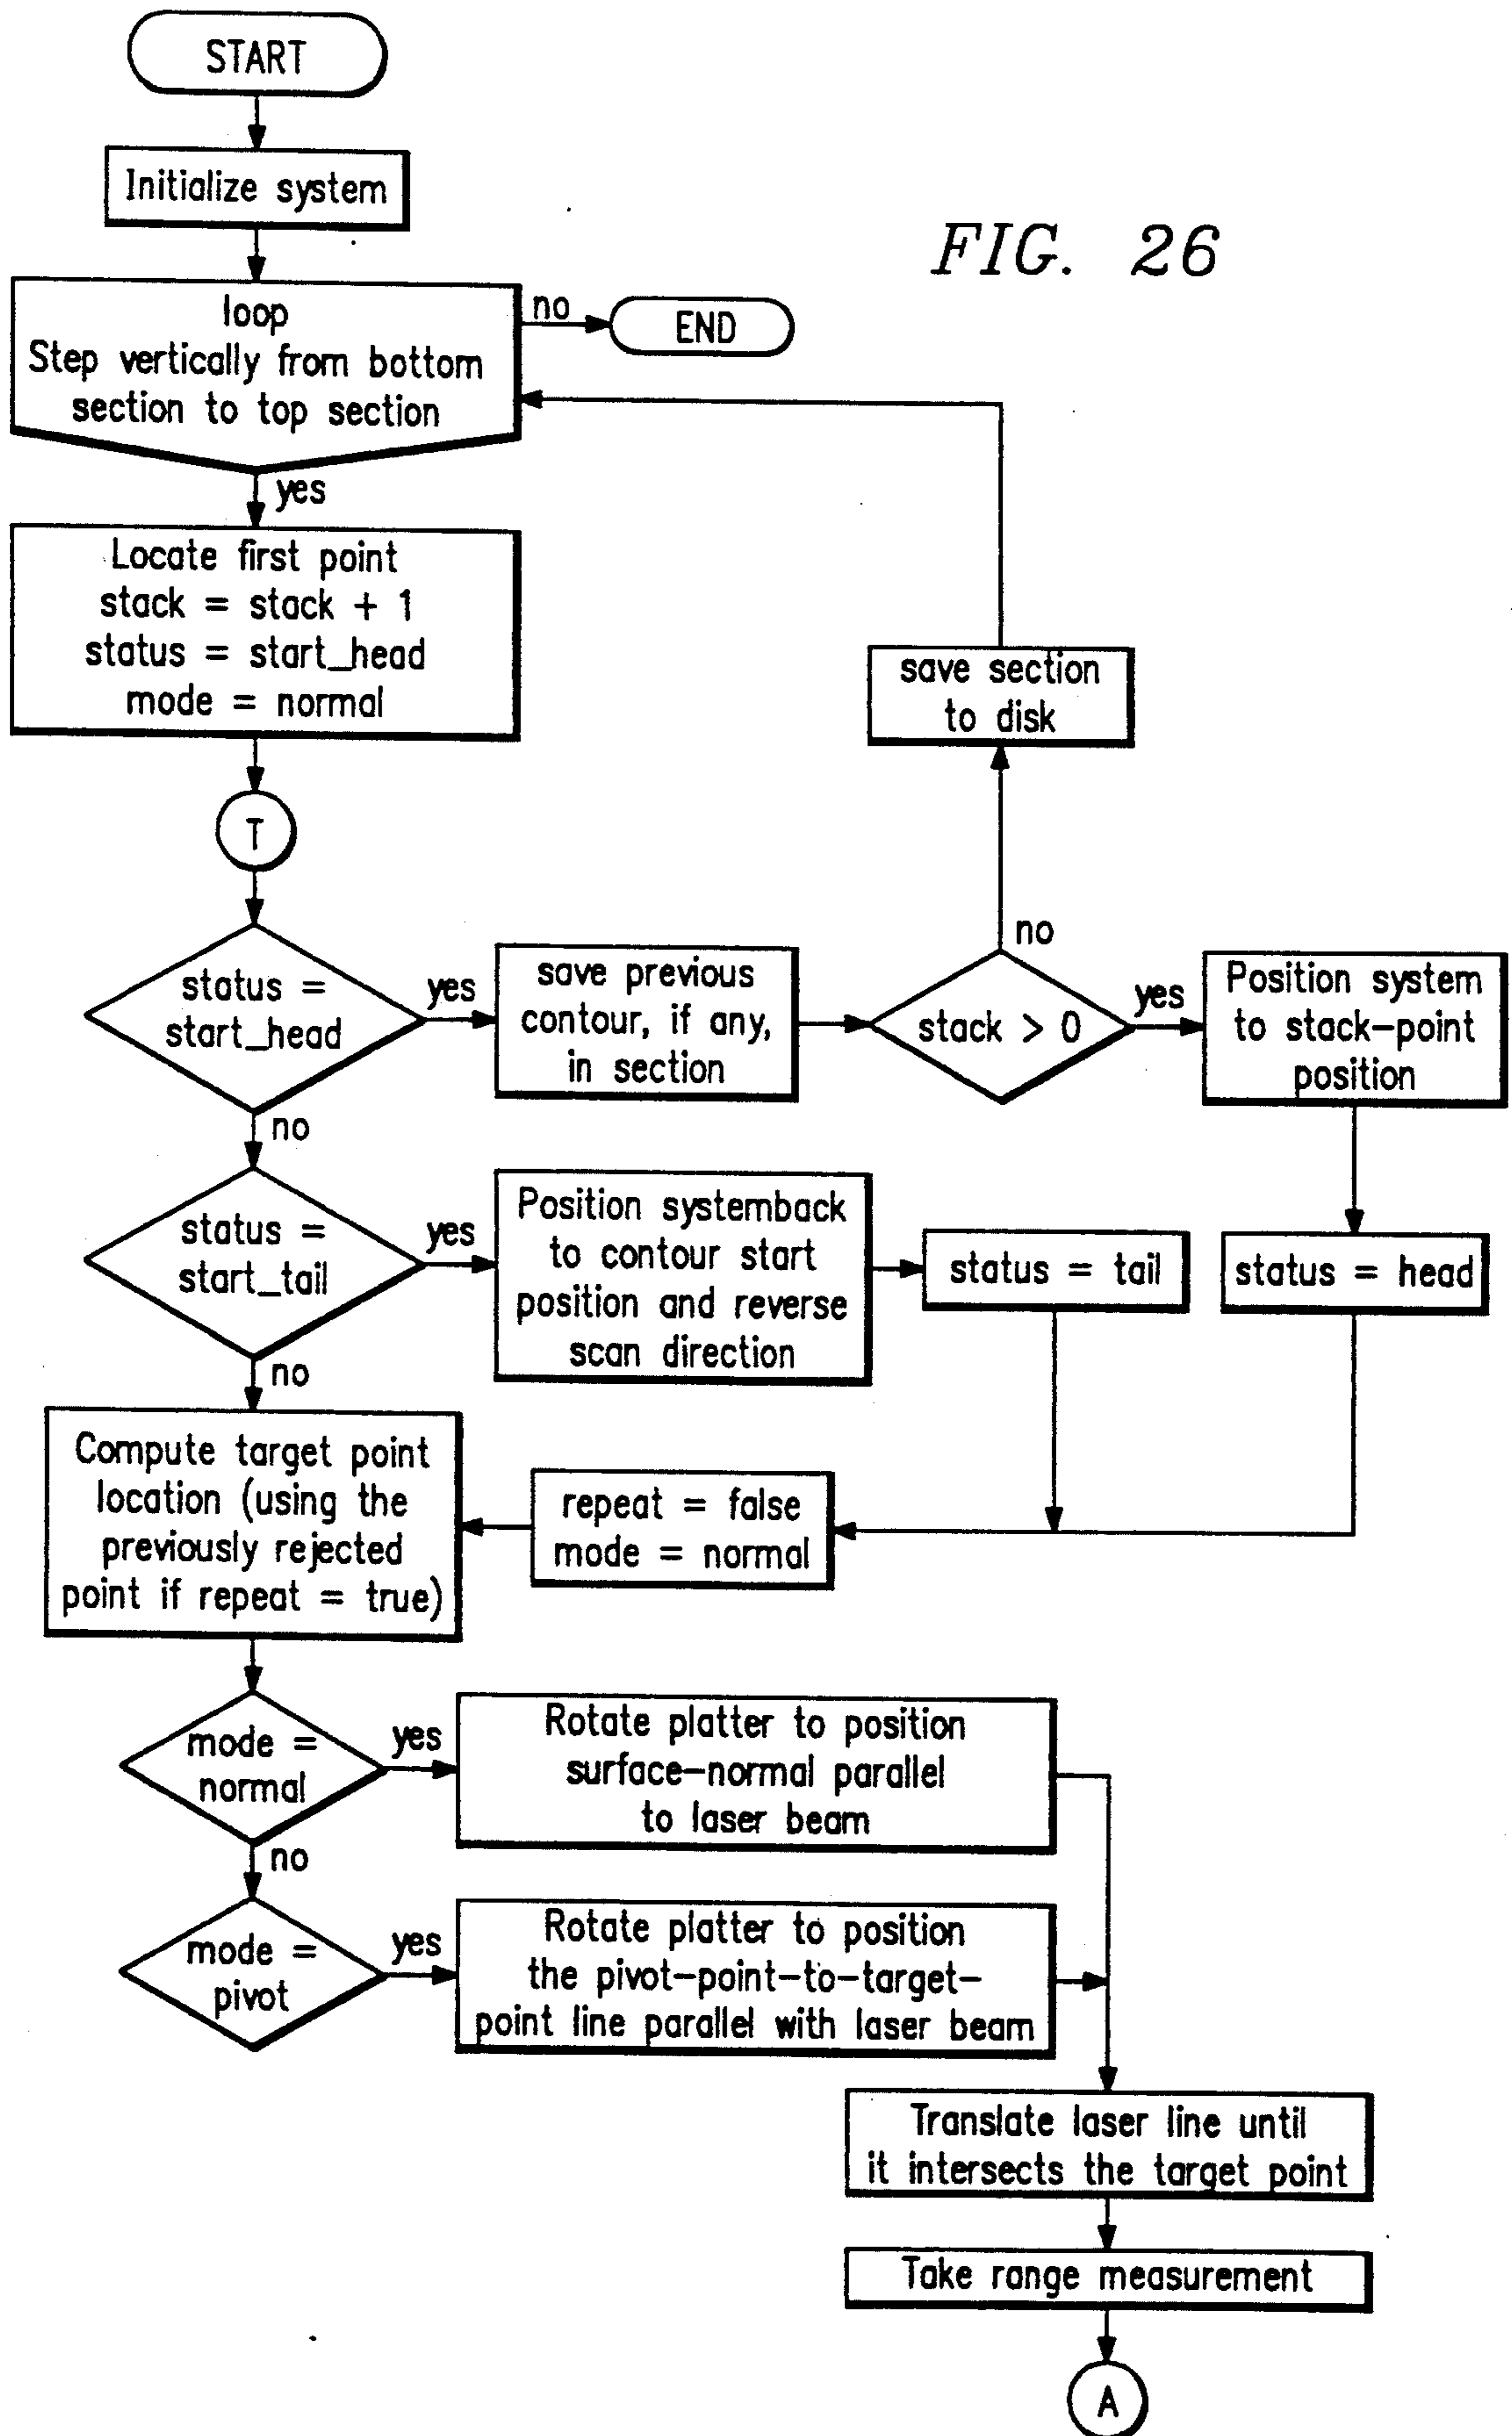 START
Initialize system
FIG. 26
loop
Step vertically from bottom
section to top section
no
END
yes
Locate first point
stack = stack + 1
status = start_head
mode = normal
save section
to disk
T
no
status =
start_head
yes
save previous
contour, if any,
in section
stack > 0
yes
Position system
to stack-point
position
no
status =
start_tail
yes
Position systemback
to contour start
position and reverse
scan direction
status = tail
status = head
no
Compute target point
location (using the
previously rejected
point if repeat = true)
repeat = false
mode = normal
mode =
normal
yes
Rotate platter to position
surface-normal parallel
to laser beam
no
mode =
pivot
yes
Rotate platter to position
the pivot-point-to-target-
point line parallel with laser beam
Translate laser line until
it intersects the target point
Take range measurement
A